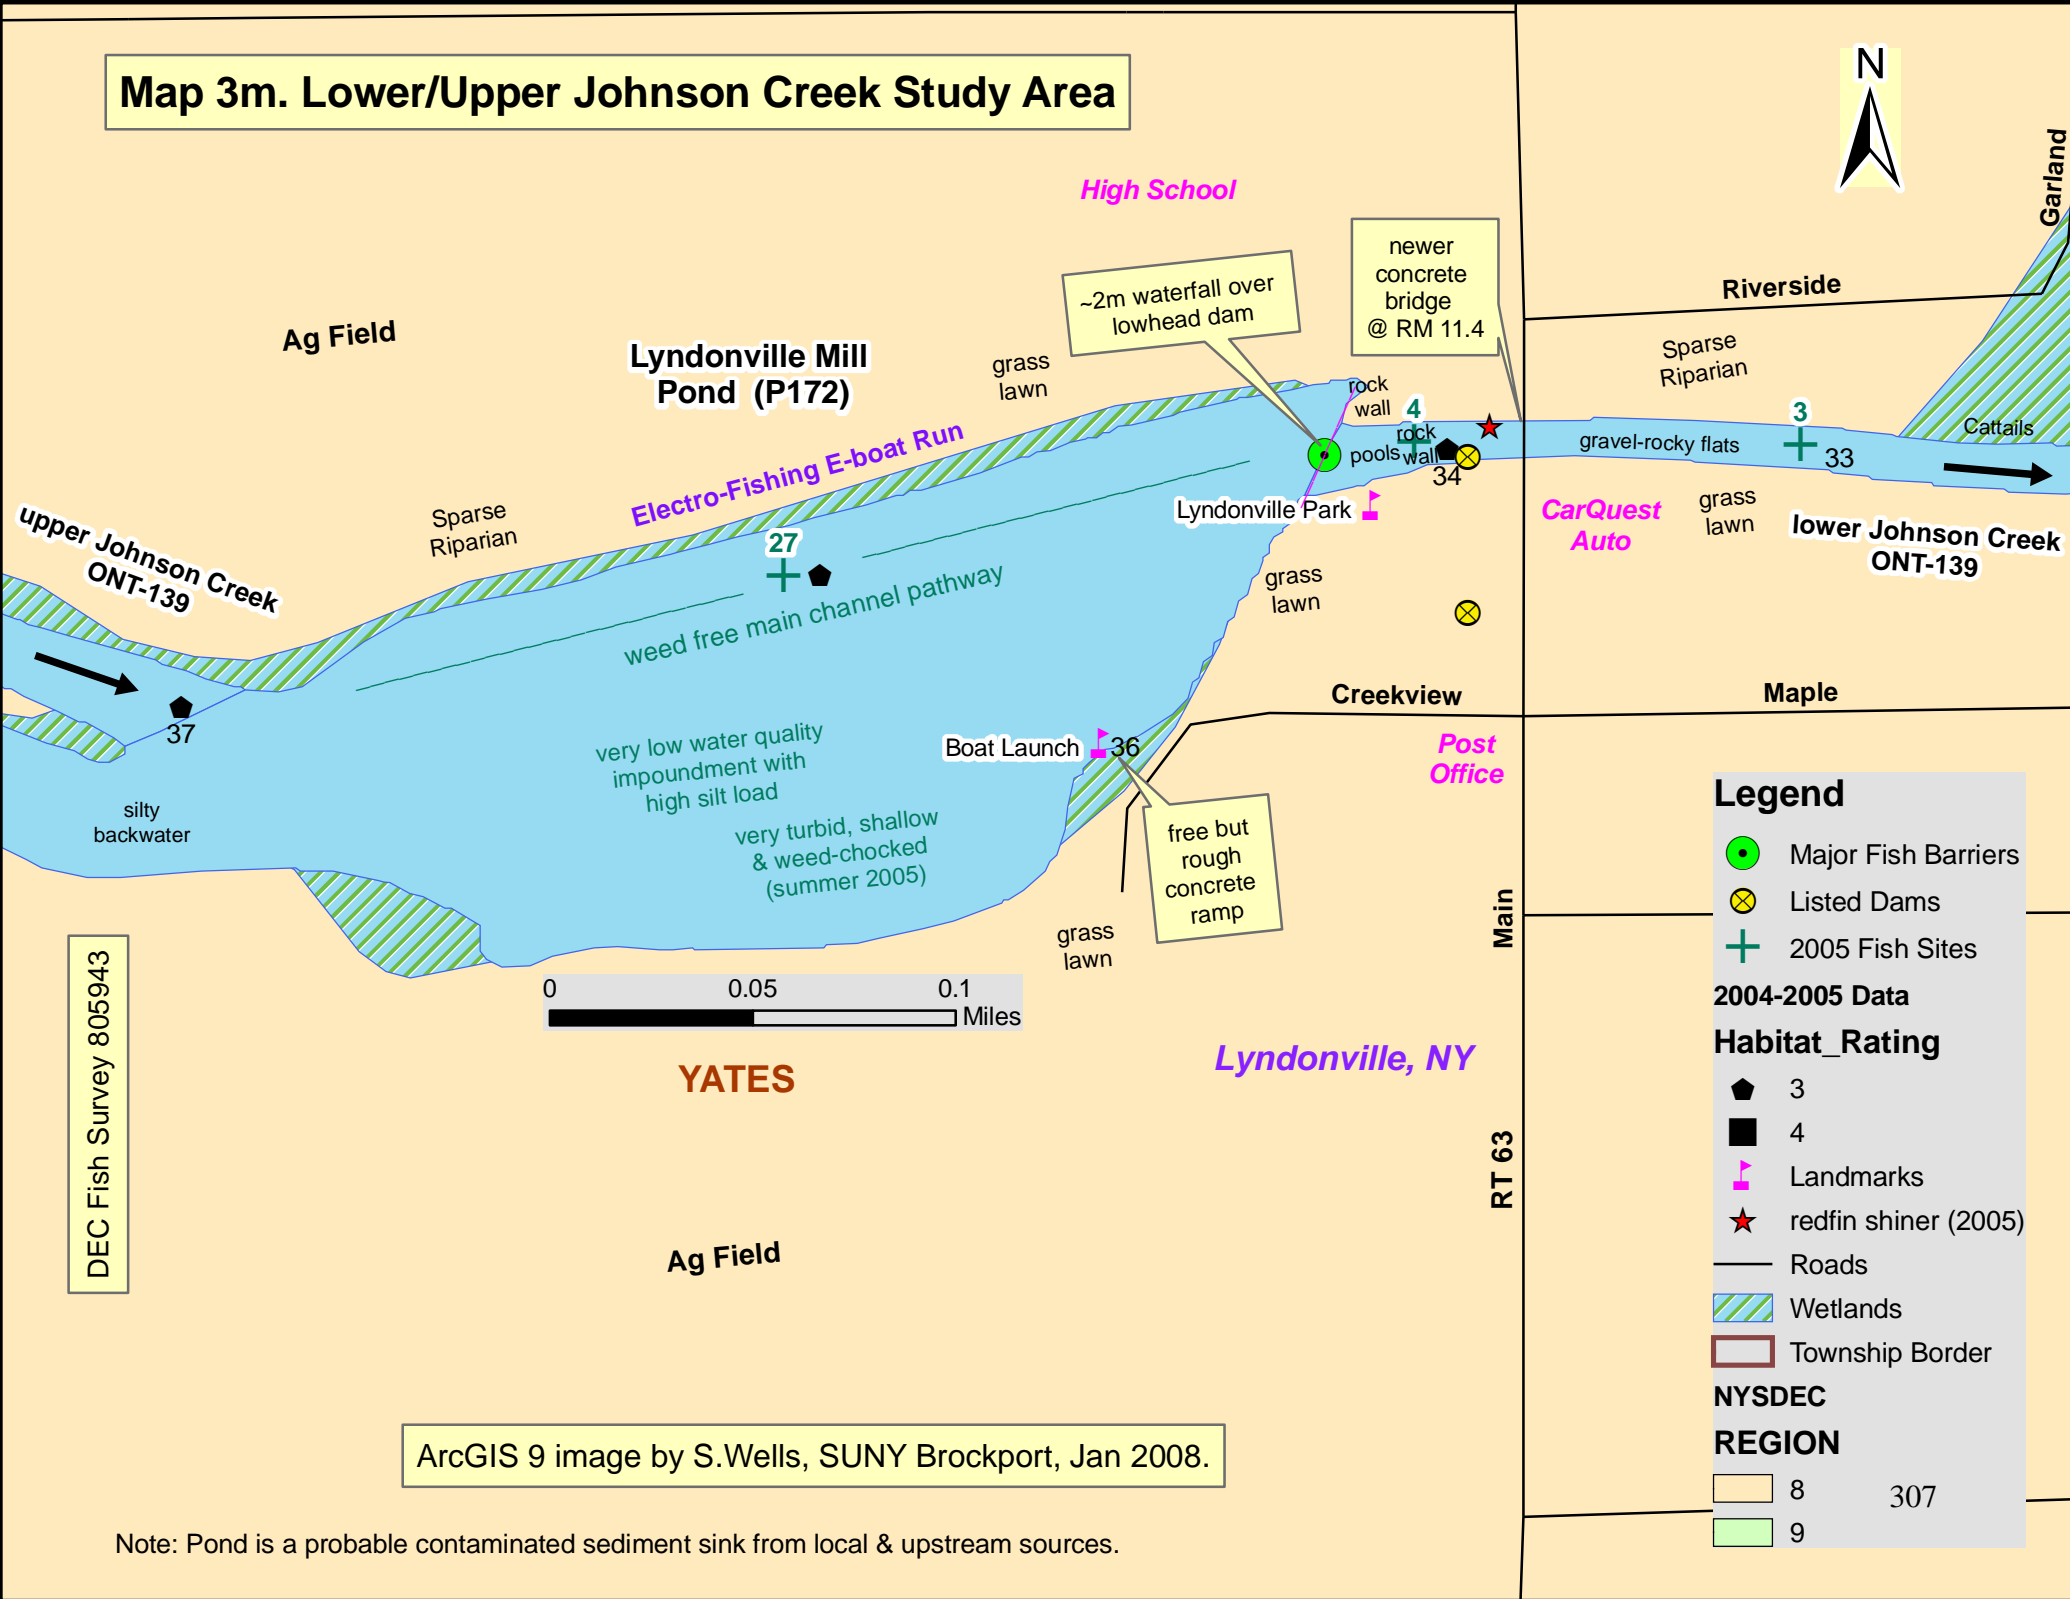 Map 3m. Lower/Upper Johnson Creek Study Area
N
Garland
High School
newer
concrete
bridge
@ RM 11.4
~2m waterfall over
lowhead dam
Riverside
Ag Field
Lyndonville Mill
Pond (P172)
grass
lawn
Sparse
Riparian
rock
wall
4
3
rock
wall
pools
34
gravel-rocky flats
33
Cattails
Electro-Fishing E-boat Run
Lyndonville Park
CarQuest
Auto
grass
lawn
lower Johnson Creek
ONT-139
upper Johnson Creek
ONT-139
Sparse
Riparian
27
weed free main channel pathway
grass
lawn
Creekview
Maple
37
very low water quality
impoundment with
high silt load
Boat Launch
36
Post
Office
silty
backwater
very turbid, shallow
& weed-chocked
(summer 2005)
free but
rough
concrete
ramp
grass
lawn
Main
DEC Fish Survey 805943
0 0.05 0.1
Miles
YATES
Lyndonville, NY
RT 63
Ag Field
Legend
Major Fish Barriers
Listed Dams
2005 Fish Sites
2004-2005 Data
Habitat_Rating
3
4
Landmarks
redfin shiner (2005)
Roads
Wetlands
Township Border
NYSDEC
REGION
8
307
9
ArcGIS 9 image by S.Wells, SUNY Brockport, Jan 2008.
Note: Pond is a probable contaminated sediment sink from local & upstream sources.